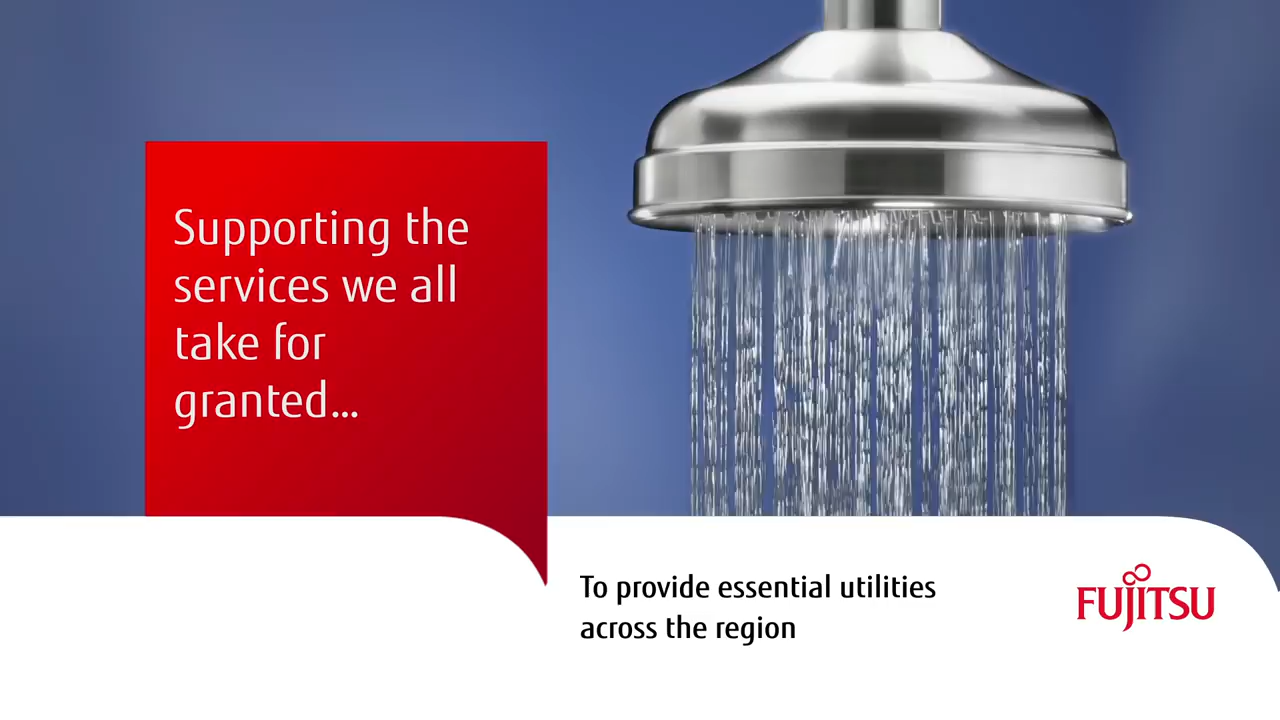 Supporting the
services we all
take for
granted...
To provide essential utilities
across the region
FUJITSU